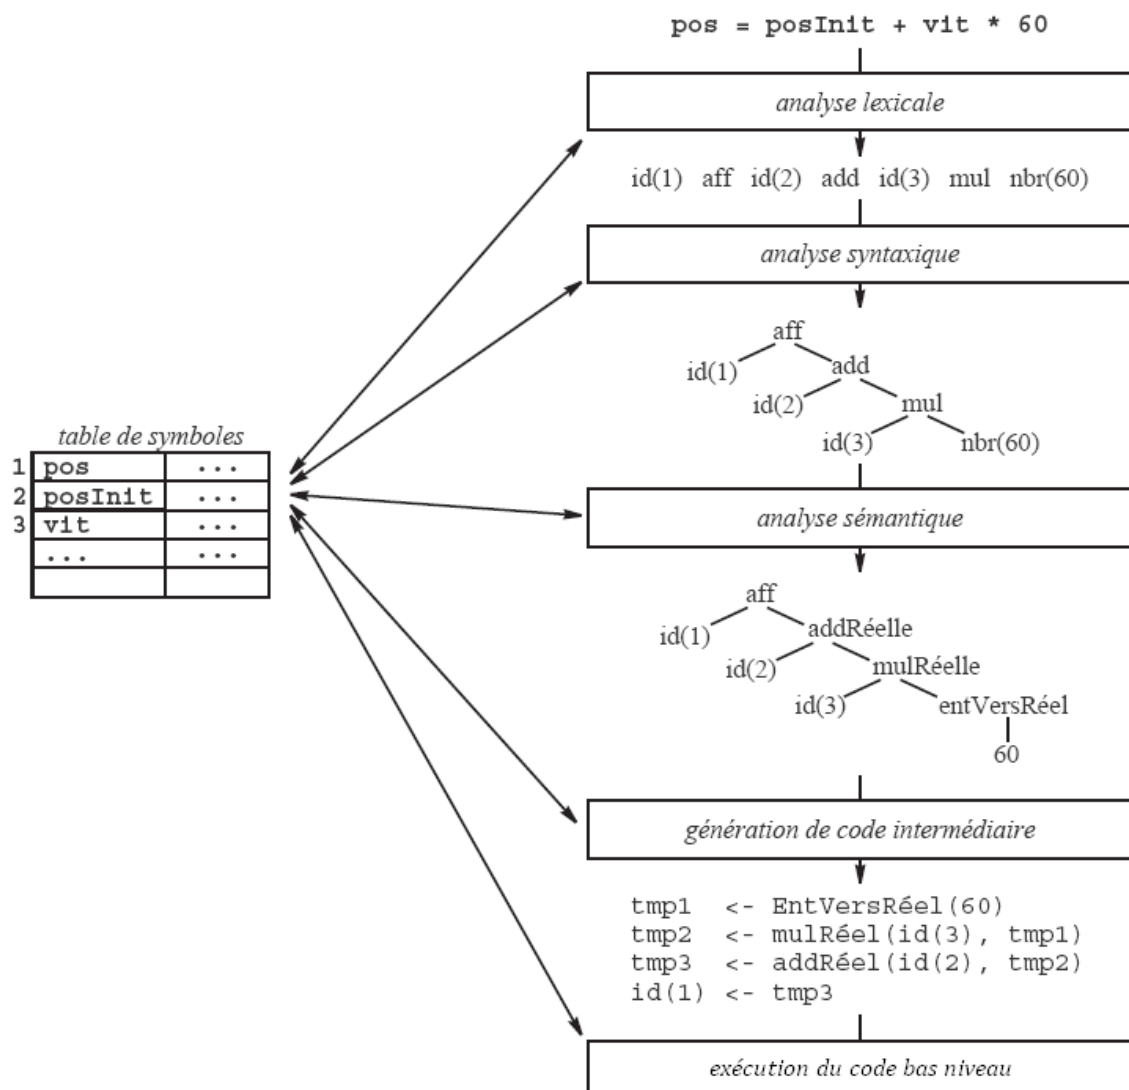 pos = posInit + vit * 60
analyse lexicale
id(1) aff id(2) add id(3) mul nbr(60)
analyse syntaxique
aff
id(1) add
id(2) mul
id(3) nbr(60)
table de symboles
1 pos ...
2 posInit ...
3 vit ...
... ...
analyse sémantique
aff
id(1) addRéelle
id(2) mulRéelle
id(3) entVersRéel
60
génération de code intermédiaire
tmp1 <- EntVersRéel(60)
tmp2 <- mulRéel(id(3), tmp1)
tmp3 <- addRéel(id(2), tmp2)
id(1) <- tmp3
exécution du code bas niveau